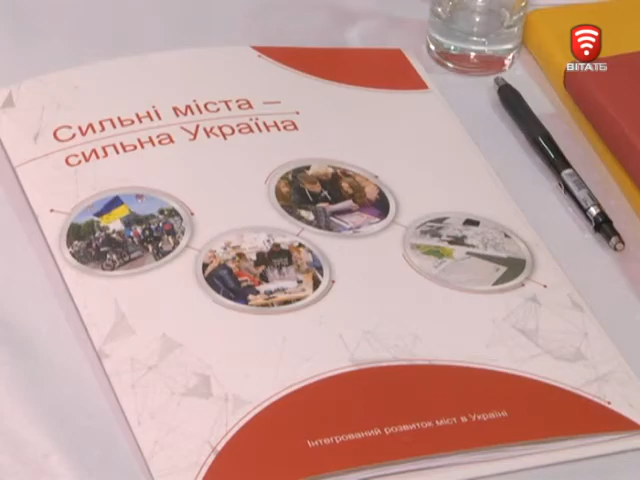 ВІТАТБ
Сильні міста –
сильна Україна
Інтегрований розвиток міст в Україні